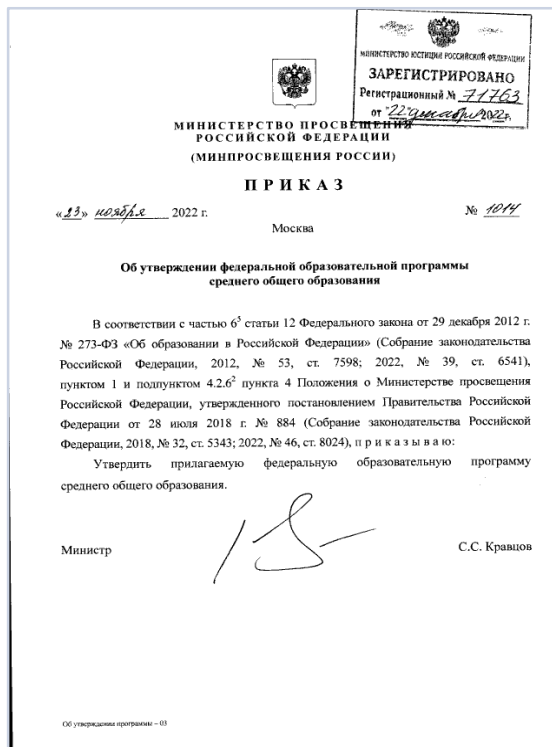 МИНИСТЕРСТВО ЮСТИЦИИ РОССИЙСКОЙ ФЕДЕРАЦИИ
ЗАРЕГИСТРИРОВАНО
Регистрационный № 71763
от "22" декабря 2022г.
МИНИСТЕРСТВО ПРОСВЕЩЕНИЯ
РОССИЙСКОЙ ФЕДЕРАЦИИ
(МИНПРОСВЕЩЕНИЯ РОССИИ)
ПРИКАЗ
«23» ноября 2022 г.
№ 1014
Москва
Об утверждении федеральной образовательной программы
среднего общего образования
В соответствии с частью 6⁵ статьи 12 Федерального закона от 29 декабря 2012 г.
№ 273-ФЗ «Об образовании в Российской Федерации» (Собрание законодательства
Российской Федерации, 2012, № 53, ст. 7598; 2022, № 39, ст. 6541),
пунктом 1 и подпунктом 4.2.6² пункта 4 Положения о Министерстве просвещения
Российской Федерации, утвержденного постановлением Правительства Российской
Федерации от 28 июля 2018 г. № 884 (Собрание законодательства Российской
Федерации, 2018, № 32, ст. 5343; 2022, № 46, ст. 8024), п р и к а з ы в а ю:
Утвердить прилагаемую федеральную образовательную программу
среднего общего образования.
Министр
С.С. Кравцов
Об утверждении программы – 03